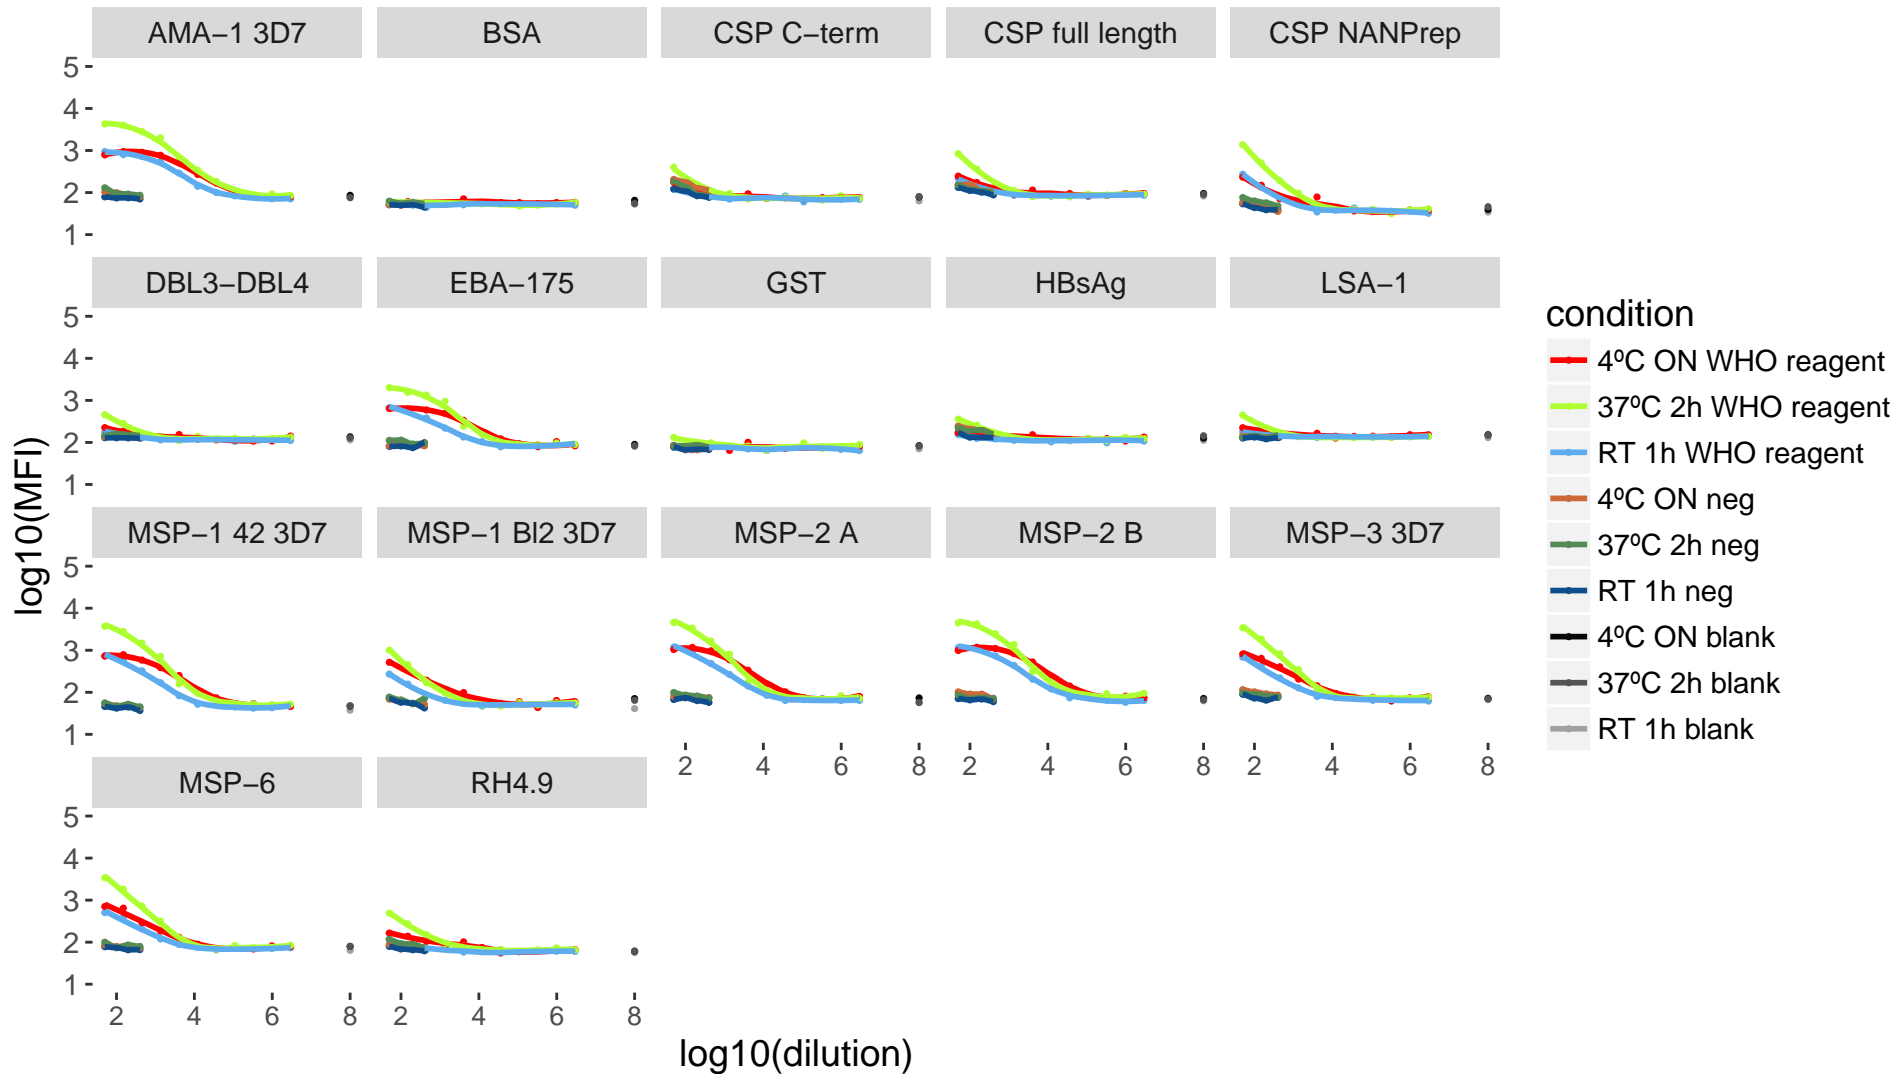 AMA−1 3D7
BSA
CSP C−term
CSP full length
CSP NANPrep
5
4
3
2
1
DBL3−DBL4
EBA−175
GST
HBsAg
LSA−1
5
4
3
2
1
MSP−1 42 3D7
MSP−1 Bl2 3D7
MSP−2 A
MSP−2 B
MSP−3 3D7
5
4
3
2
1
2 4 6 8
2 4 6 8
2 4 6 8
MSP−6
RH4.9
5
4
3
2
1
2 4 6 8
2 4 6 8
log10(MFI)
log10(dilution)
condition
4ºC ON WHO reagent
37ºC 2h WHO reagent
RT 1h WHO reagent
4ºC ON neg
37ºC 2h neg
RT 1h neg
4ºC ON blank
37ºC 2h blank
RT 1h blank